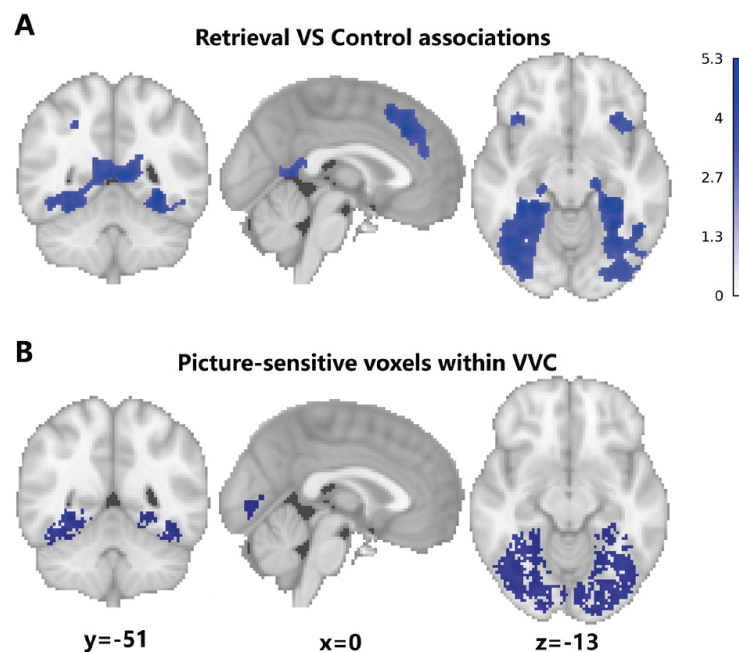 A
Retrieval VS Control associations
5.3
4
2.7
1.3
0
B
Picture-sensitive voxels within VVC
y=-51
x=0
z=-13